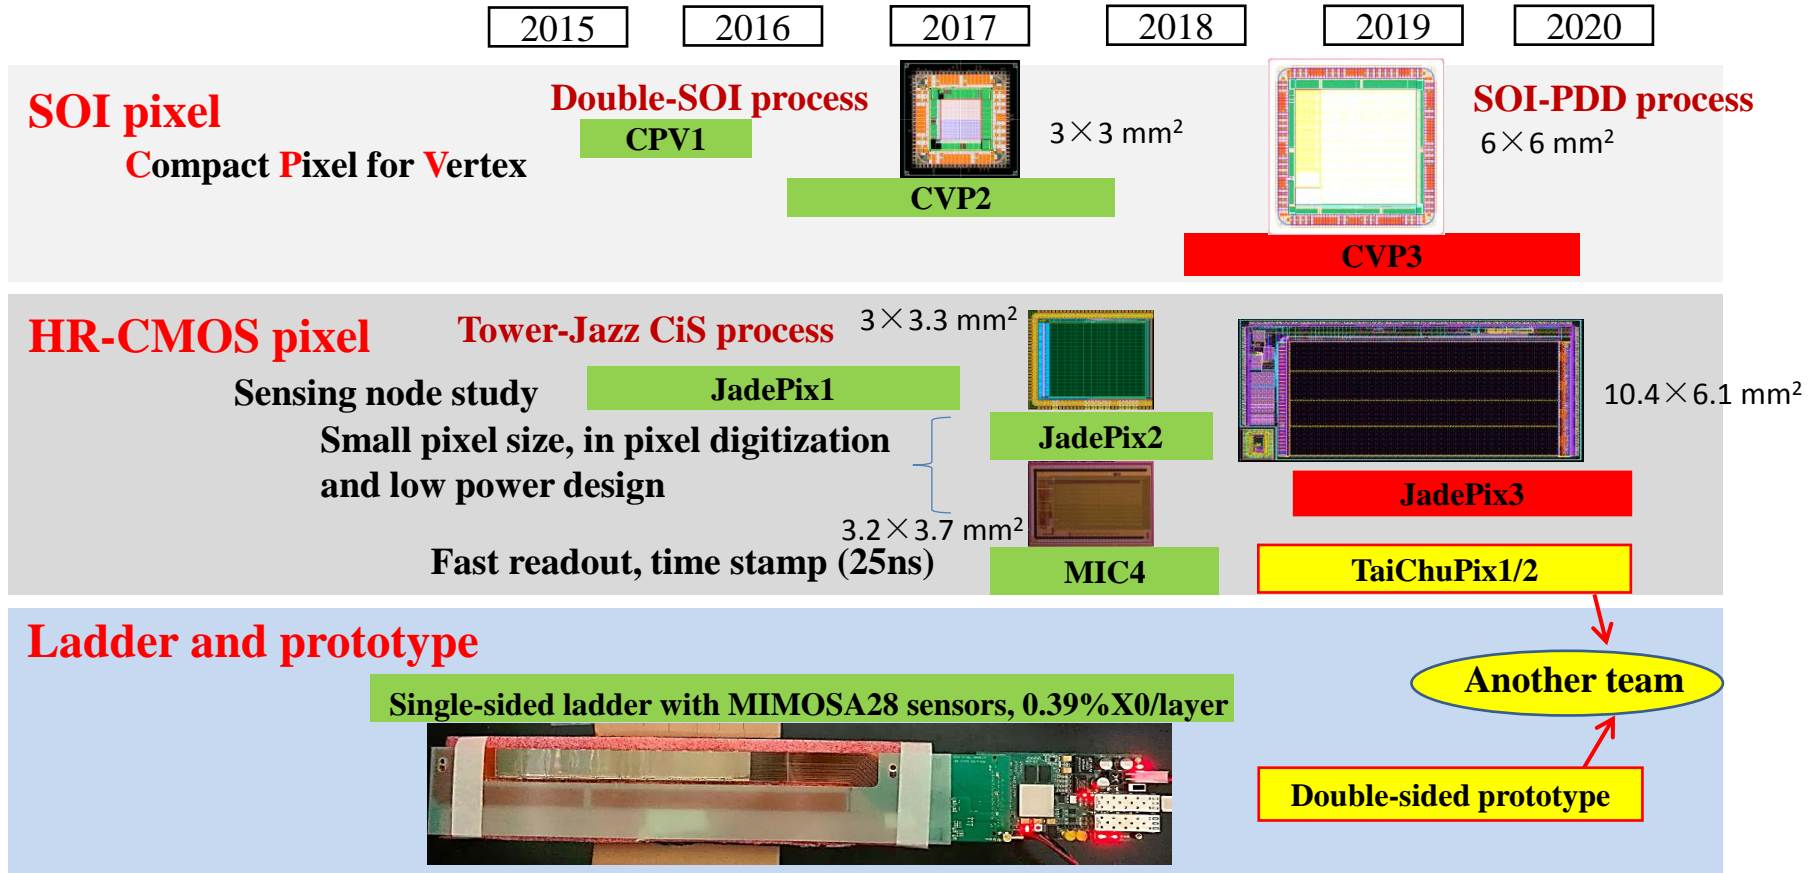 2015 2016 2017 2018 2019 2020
SOI pixel
Compact Pixel for Vertex
Double-SOI process
CPV1
3×3 mm²
CVP2
SOI-PDD process
6×6 mm²
CVP3
HR-CMOS pixel
Tower-Jazz CiS process
3×3.3 mm²
Sensing node study
JadePix1
10.4×6.1 mm²
Small pixel size, in pixel digitization
and low power design
JadePix2
JadePix3
3.2×3.7 mm²
Fast readout, time stamp (25ns)
MIC4
TaiChuPix1/2
Ladder and prototype
Another team
Single-sided ladder with MIMOSA28 sensors, 0.39%X0/layer
Double-sided prototype